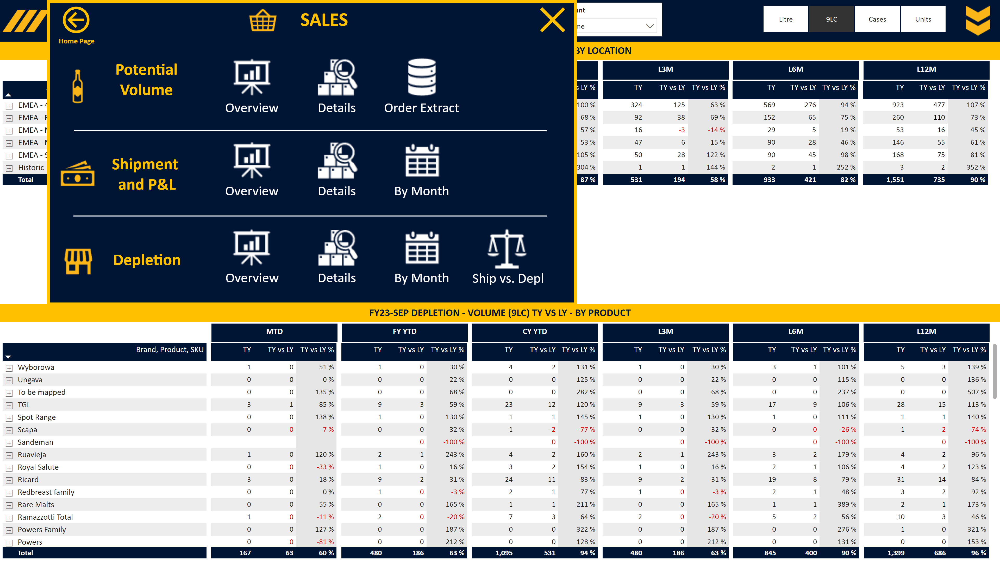 Home Page
SALES
Litre 9LC Cases Units
Potential
Volume
Overview Details Order Extract
Shipment
and P&L
Overview Details By Month
Depletion
Overview Details By Month Ship vs. Depl
BY LOCATION
L3M L6M L12M
LY % TY TY vs LY TY vs LY % TY TY vs LY TY vs LY % TY TY vs LY TY vs LY %
EMEA - 100 % 324 125 63 % 569 276 94 % 923 477 107 %
EMEA - 68 % 92 38 69 % 152 65 75 % 260 110 73 %
EMEA - 57 % 16 -3 -14 % 29 5 19 % 53 16 45 %
EMEA - 53 % 47 6 15 % 90 28 46 % 146 55 61 %
EMEA - 105 % 50 28 122 % 90 45 98 % 168 75 81 %
Historic 304 % 1 1 144 % 2 1 252 % 3 2 352 %
Total 87 % 531 194 58 % 933 421 82 % 1,551 735 90 %
FY23-SEP DEPLETION - VOLUME (9LC) TY VS LY - BY PRODUCT
MTD FY YTD CY YTD L3M L6M L12M
Brand, Product, SKU TY TY vs LY TY vs LY % TY TY vs LY TY vs LY % TY TY vs LY TY vs LY % TY TY vs LY TY vs LY % TY TY vs LY TY vs LY % TY TY vs LY TY vs LY %
Wyborowa 1 0 51 % 1 0 30 % 4 2 131 % 1 0 30 % 3 1 101 % 5 3 139 %
Ungava 0 0 0 % 0 0 22 % 0 0 125 % 0 0 22 % 0 0 115 % 0 0 136 %
To be mapped 0 0 135 % 0 0 68 % 0 0 282 % 0 0 68 % 0 0 237 % 0 0 507 %
TGL 3 1 85 % 9 3 59 % 23 12 120 % 9 3 59 % 17 9 106 % 28 15 113 %
Spot Range 0 0 138 % 1 0 130 % 1 1 145 % 1 0 130 % 1 0 111 % 1 1 140 %
Scapa 0 0 -7 % 0 0 32 % 1 -2 -77 % 0 0 32 % 0 0 -26 % 1 -2 -74 %
Sandeman 0 -100 % 0 -100 % 0 -100 % 0 -100 % 0 -100 %
Ruavieja 1 0 120 % 2 1 243 % 4 2 160 % 2 1 243 % 3 2 179 % 4 2 96 %
Royal Salute 0 0 -33 % 1 0 16 % 3 2 154 % 1 0 16 % 2 1 106 % 4 2 123 %
Ricard 3 0 18 % 9 2 31 % 24 11 83 % 9 2 31 % 19 8 79 % 31 14 84 %
Redbreast family 0 0 0 % 1 0 -3 % 2 1 77 % 1 0 -3 % 2 1 48 % 3 2 92 %
Rare Malts 0 0 55 % 0 0 165 % 1 1 211 % 0 0 165 % 1 1 389 % 2 1 173 %
Ramazzotti Total 1 0 -11 % 2 0 -20 % 7 3 64 % 2 0 -20 % 5 2 56 % 10 3 46 %
Powers Family 0 0 127 % 0 0 187 % 0 0 322 % 0 0 187 % 0 0 276 % 1 0 321 %
Powers 0 0 -81 % 0 0 212 % 0 0 128 % 0 0 212 % 0 0 131 % 0 0 153 %
Total 167 63 60 % 480 186 63 % 1,095 531 94 % 480 186 63 % 845 400 90 % 1,399 686 96 %